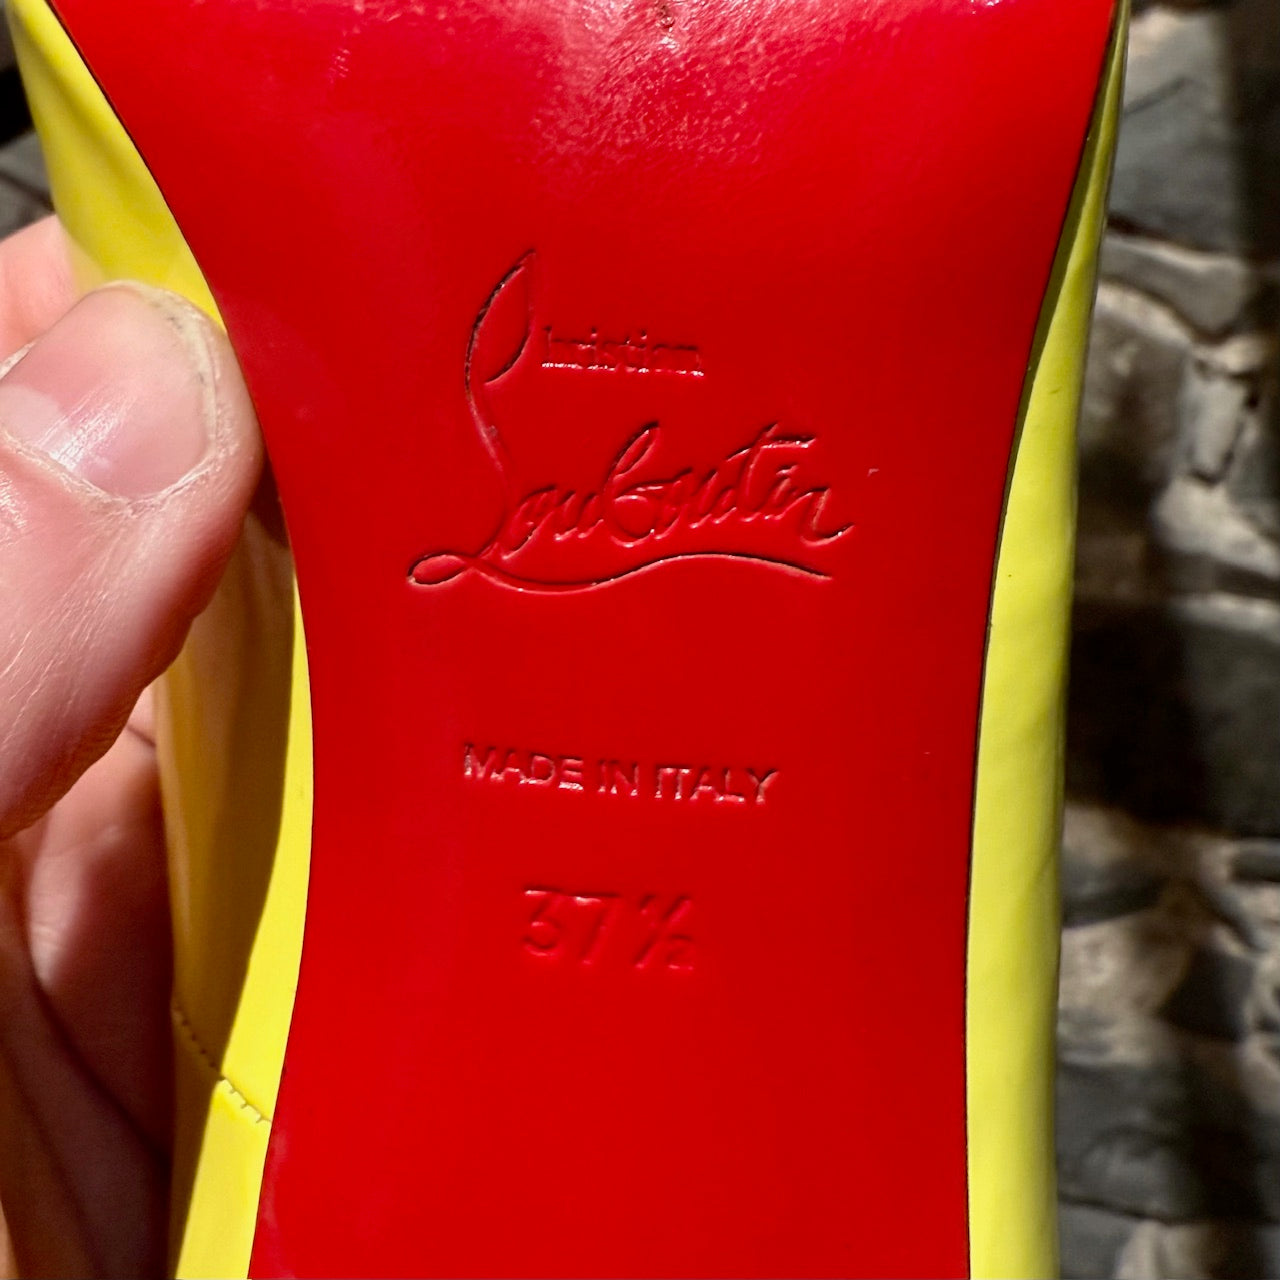 Christian
Louboutin
MADE IN ITALY
37½